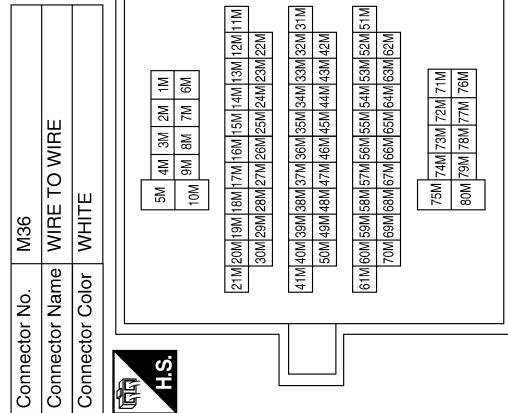 Connector No. M36
Connector Name WIRE TO WIRE
Connector Color WHITE
H.S.
5M 4M 3M 2M 1M
10M 9M 8M 7M 6M
21M 20M 19M 18M 17M 16M 15M 14M 13M 12M 11M
30M 29M 28M 27M 26M 25M 24M 23M 22M
41M 40M 39M 38M 37M 36M 35M 34M 33M 32M 31M
50M 49M 48M 47M 46M 45M 44M 43M 42M
61M 60M 59M 58M 57M 56M 55M 54M 53M 52M 51M
70M 69M 68M 67M 66M 65M 64M 63M 62M
75M 74M 73M 72M 71M
80M 79M 78M 77M 76M